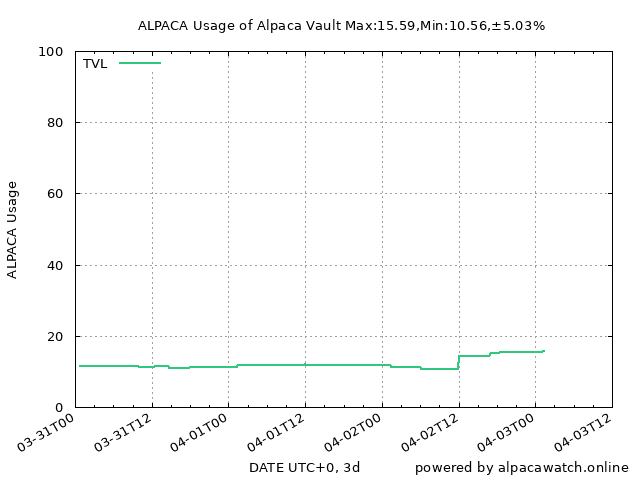 ALPACA Usage of Alpaca Vault Max:15.59,Min:10.56,±5.03%
100
TVL
80
60
ALPACA Usage
40
20
0
03-31T00
03-31T12
04-01T00
04-01T12
04-02T00
04-02T12
04-03T00
04-03T12
DATE UTC+0, 3d
powered by alpacawatch.online